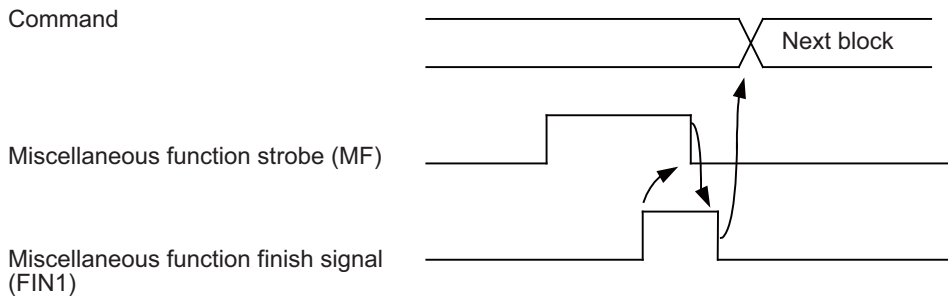 Command
Next block
Miscellaneous function strobe (MF)
Miscellaneous function finish signal
(FIN1)